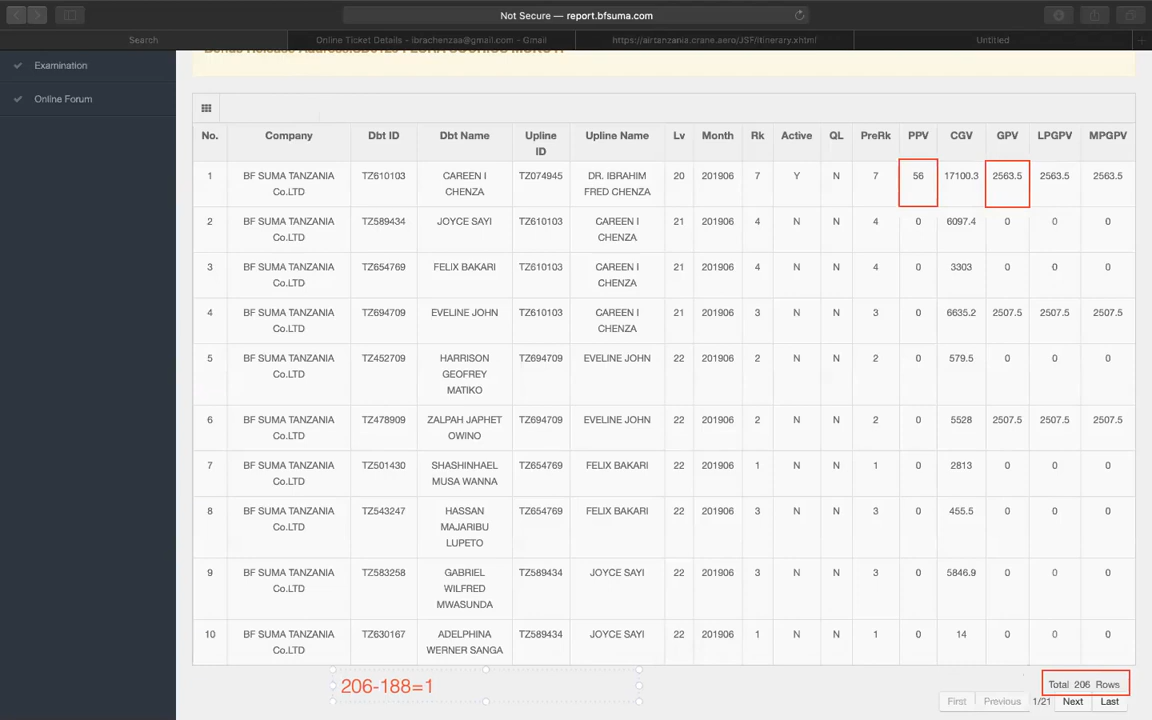 Not Secure — report.bfsuma.com
Search
Online Ticket Details - ibrachenzaa@gmail.com - Gmail
https://airtanzania.crane.aero/JSF/Itinerary.xhtml
Untitled
Examination
Online Forum
No. Company Dbt ID Dbt Name Upline ID Upline Name Lv Month Rk Active QL PreRk PPV CGV GPV LPGPV MPGPV
1 BF SUMA TANZANIA Co.LTD TZ610103 CAREEN I CHENZA TZ074945 DR. IBRAHIM FRED CHENZA 20 201906 7 Y N 7 56 17100.3 2563.5 2563.5 2563.5
2 BF SUMA TANZANIA Co.LTD TZ589434 JOYCE SAYI TZ610103 CAREEN I CHENZA 21 201906 4 N N 4 0 6097.4 0 0 0
3 BF SUMA TANZANIA Co.LTD TZ654769 FELIX BAKARI TZ610103 CAREEN I CHENZA 21 201906 4 N N 4 0 3303 0 0 0
4 BF SUMA TANZANIA Co.LTD TZ694709 EVELINE JOHN TZ610103 CAREEN I CHENZA 21 201906 3 N N 3 0 6635.2 2507.5 2507.5 2507.5
5 BF SUMA TANZANIA Co.LTD TZ452709 HARRISON GEOFREY MATIKO TZ694709 EVELINE JOHN 22 201906 2 N N 2 0 579.5 0 0 0
6 BF SUMA TANZANIA Co.LTD TZ478909 ZALPAH JAPHET OWINO TZ694709 EVELINE JOHN 22 201906 2 N N 2 0 5528 2507.5 2507.5 2507.5
7 BF SUMA TANZANIA Co.LTD TZ501430 SHASHINHAEL MUSA WANNA TZ654769 FELIX BAKARI 22 201906 1 N N 1 0 2813 0 0 0
8 BF SUMA TANZANIA Co.LTD TZ543247 HASSAN MAJARIBU LUPETO TZ654769 FELIX BAKARI 22 201906 3 N N 3 0 455.5 0 0 0
9 BF SUMA TANZANIA Co.LTD TZ583258 GABRIEL WILFRED MWASUNDA TZ589434 JOYCE SAYI 22 201906 3 N N 3 0 5846.9 0 0 0
10 BF SUMA TANZANIA Co.LTD TZ630167 ADELPHINA WERNER SANGA TZ589434 JOYCE SAYI 22 201906 1 N N 1 0 14 0 0 0
206-188=1
Total 206 Rows
First Previous 1/21 Next Last